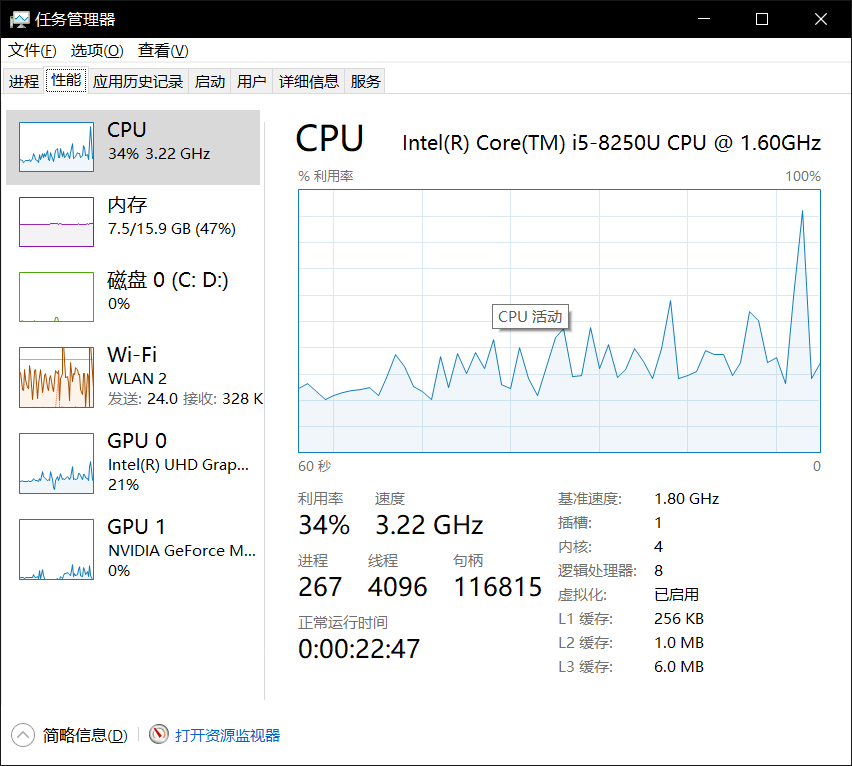 任务管理器
文件(F) 选项(O) 查看(V)
进程 性能 应用历史记录 启动 用户 详细信息 服务
CPU
34% 3.22 GHz
内存
7.5/15.9 GB (47%)
磁盘 0 (C: D:)
0%
Wi-Fi
WLAN 2
发送: 24.0 接收: 328 K
GPU 0
Intel(R) UHD Grap...
21%
GPU 1
NVIDIA GeForce M...
0%
CPU Intel(R) Core(TM) i5-8250U CPU @ 1.60GHz
% 利用率 100%
CPU 活动
60 秒 0
利用率 速度
34% 3.22 GHz
进程 线程 句柄
267 4096 116815
正常运行时间
0:00:22:47
基准速度: 1.80 GHz
插槽: 1
内核: 4
逻辑处理器: 8
虚拟化: 已启用
L1 缓存: 256 KB
L2 缓存: 1.0 MB
L3 缓存: 6.0 MB
简略信息(D) 打开资源监视器